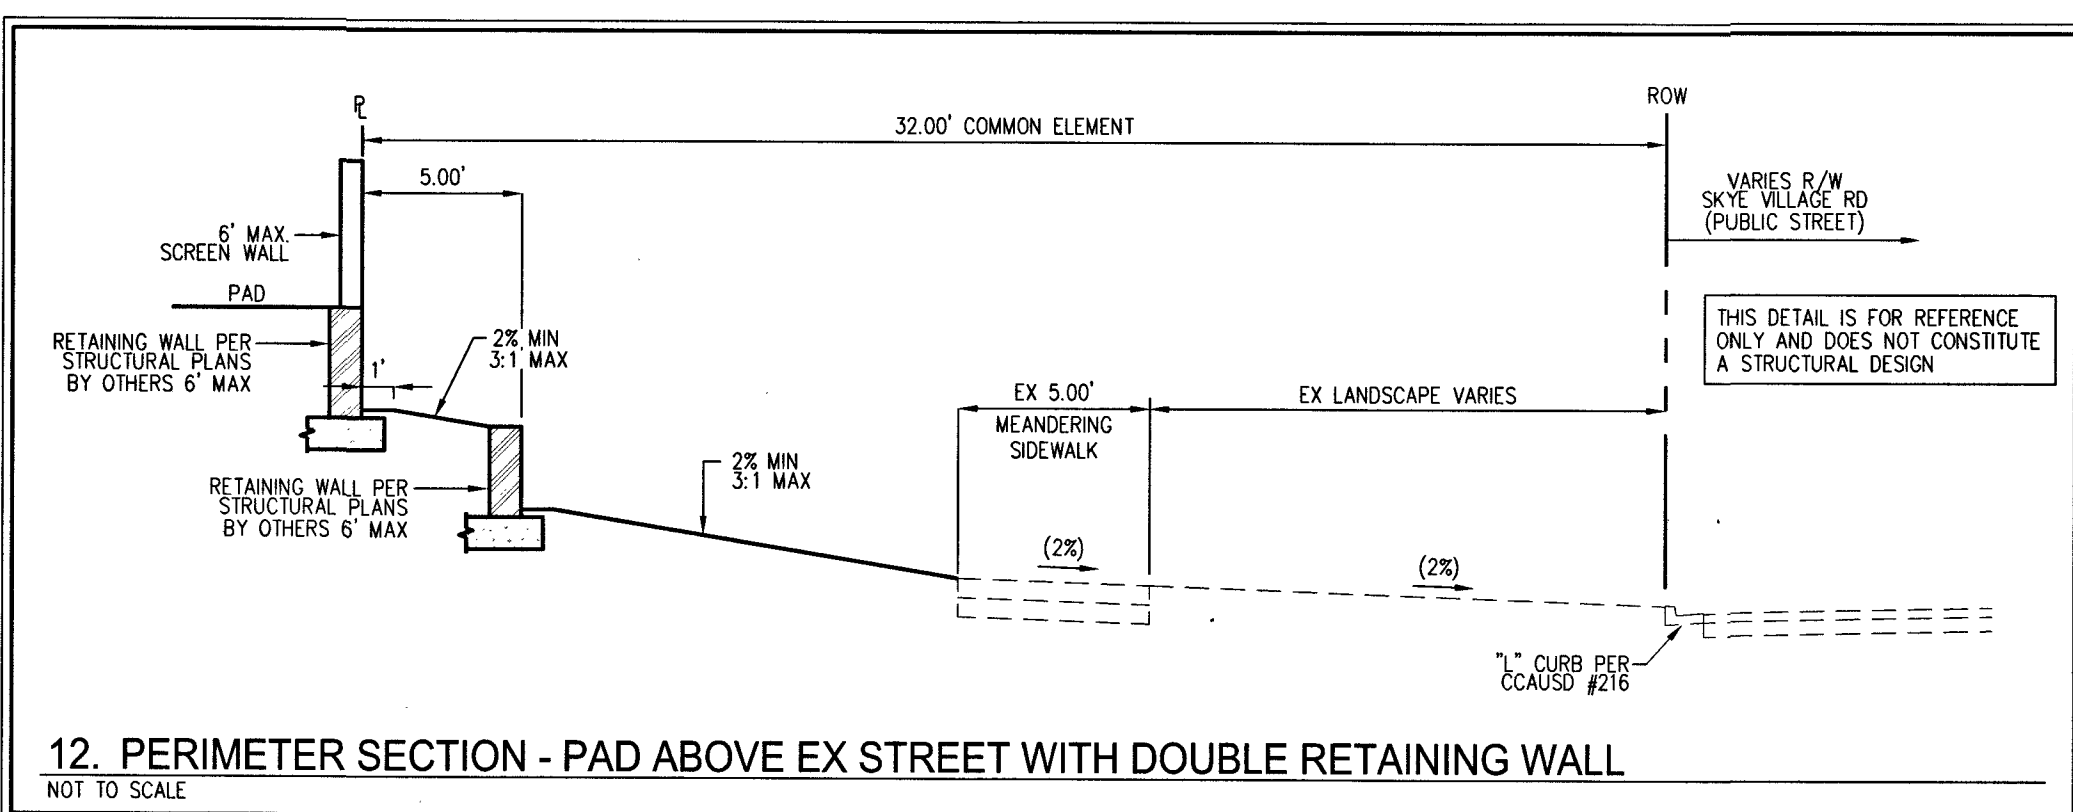 PL
ROW
32.00' COMMON ELEMENT
5.00'
VARIES R/W
SKYE VILLAGE RD
(PUBLIC STREET)
6' MAX.
SCREEN WALL
PAD
THIS DETAIL IS FOR REFERENCE
ONLY AND DOES NOT CONSTITUTE
A STRUCTURAL DESIGN
RETAINING WALL PER
STRUCTURAL PLANS
BY OTHERS 6' MAX
1'
2% MIN
3:1 MAX
EX 5.00'
MEANDERING
SIDEWALK
EX LANDSCAPE VARIES
RETAINING WALL PER
STRUCTURAL PLANS
BY OTHERS 6' MAX
2% MIN
3:1 MAX
(2%)
(2%)
"L" CURB PER
CCAUSD #216
12. PERIMETER SECTION - PAD ABOVE EX STREET WITH DOUBLE RETAINING WALL
NOT TO SCALE